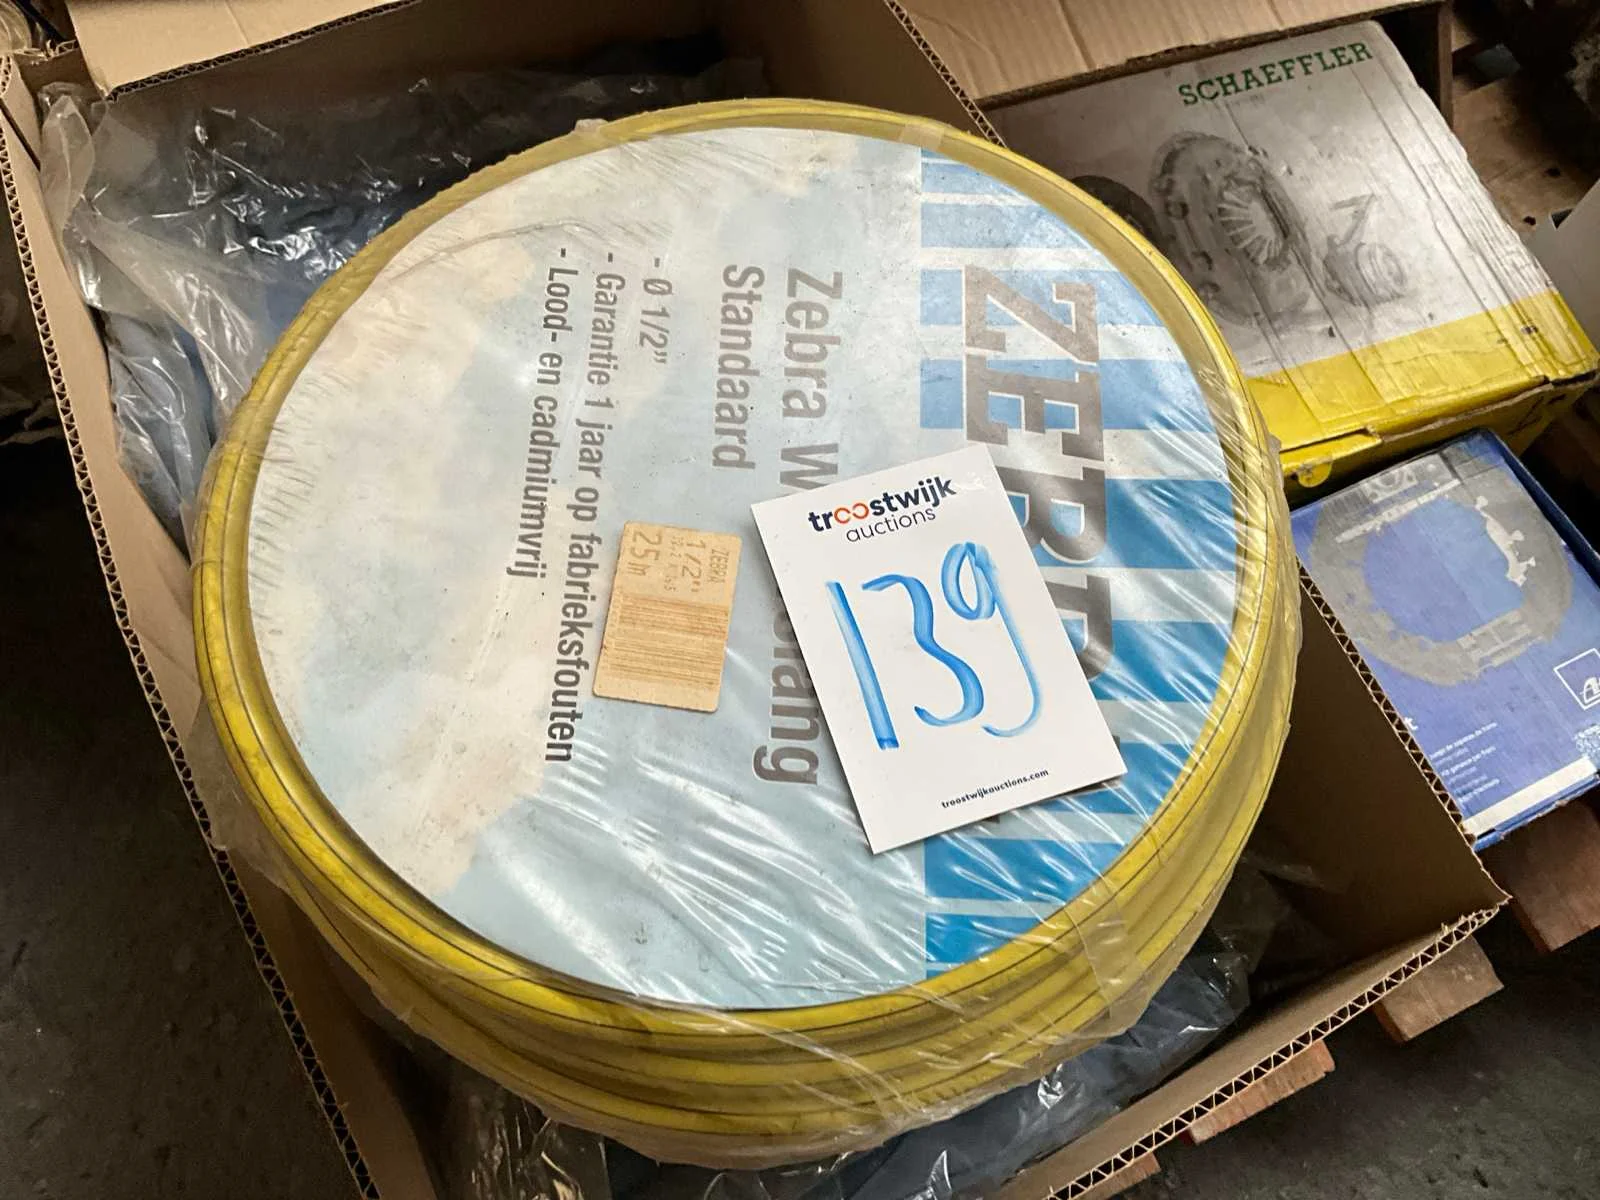 SCHAEFFLER
ZEBRA
Zebra
Standaard
- Ø 1/2”
- Garantie 1 jaar op fabrieksfouten
- Lood- en cadmiumvrij
ZEBRA
1/2"
25m
troostwijk
auctions
139
troostwijkauctions.com